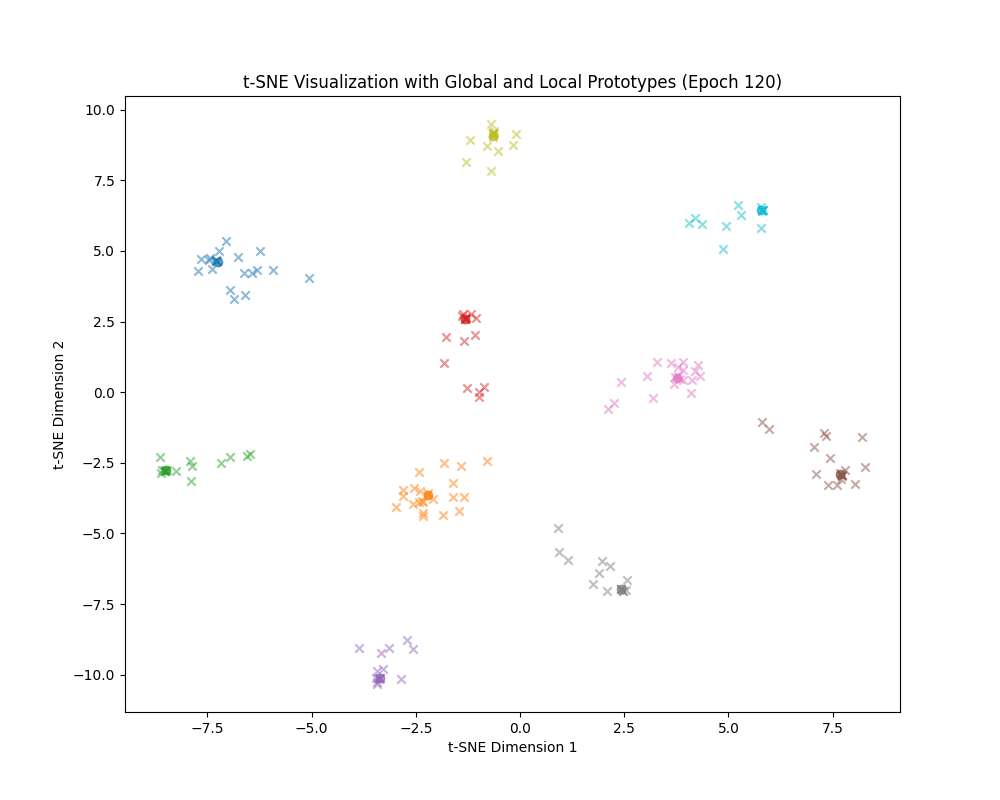 t-SNE Visualization with Global and Local Prototypes (Epoch 120)
10.0
7.5
5.0
2.5
0.0
−2.5
−5.0
−7.5
−10.0
t-SNE Dimension 2
−7.5 −5.0 −2.5 0.0 2.5 5.0 7.5
t-SNE Dimension 1